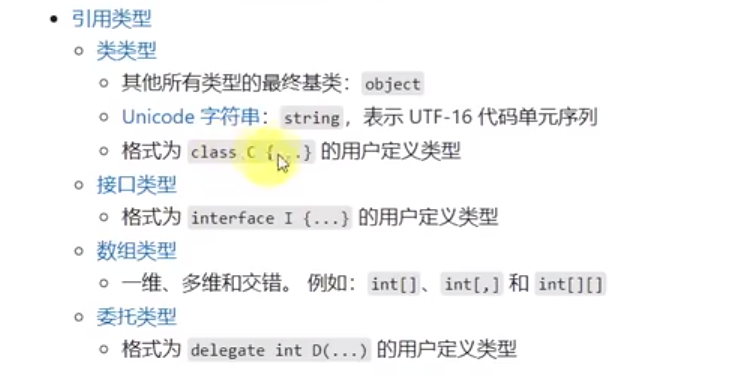 引用类型
类类型
其他所有类型的最终基类：object
Unicode 字符串：string，表示 UTF-16 代码单元序列
格式为 class C {...} 的用户定义类型
接口类型
格式为 interface I {...} 的用户定义类型
数组类型
一维、多维和交错。 例如：int[]、int[,] 和 int[][]
委托类型
格式为 delegate int D(...) 的用户定义类型